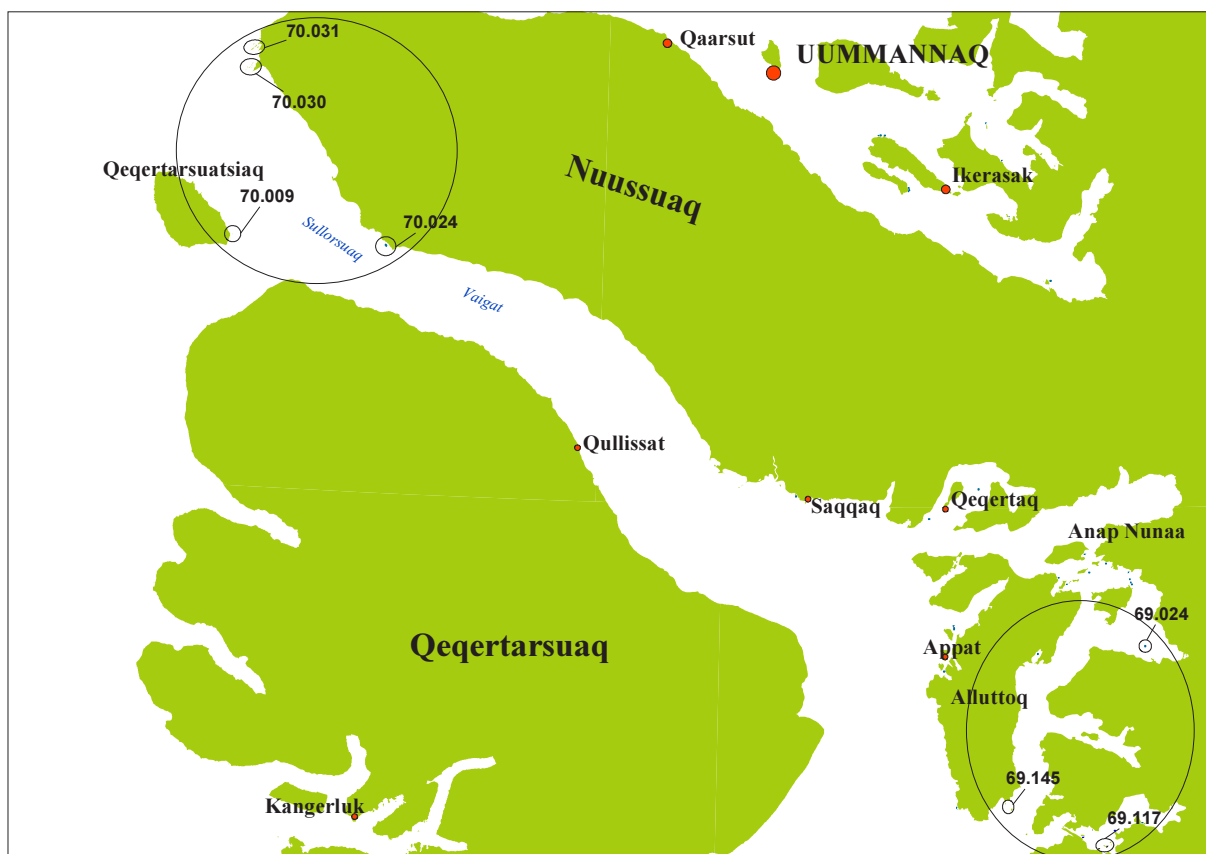 70.031
Qaarsut
UUMMANNAQ
70.030
Qeqertarsuatsiaq
Nuussuaq
Ikerasak
70.009
Sullorsuaq
70.024
Vaigat
Qullissat
Saqqaq
Qeqertaq
Anap Nunaa
69.024
Qeqertarsuaq
Appat
Alluttoq
69.145
Kangerluk
69.117